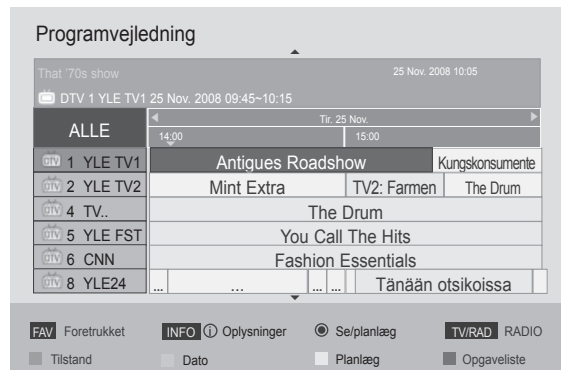 Programvejledning
That '70s show 25 Nov. 2008 10:05
DTV 1 YLE TV1 25 Nov. 2008 09:45~10:15
ALLE
Tir. 25 Nov.
14:00 15:00
DTV 1 YLE TV1 Antigues Roadshow Kungskonsumente
DTV 2 YLE TV2 Mint Extra TV2: Farmen The Drum
DTV 4 TV.. The Drum
DTV 5 YLE FST You Call The Hits
DTV 6 CNN Fashion Essentials
DTV 8 YLE24 ... ... ... ... Tänään otsikoissa
FAV Foretrukket INFO i Oplysninger Se/planlæg TV/RAD RADIO
Tilstand Dato Planlæg Opgaveliste